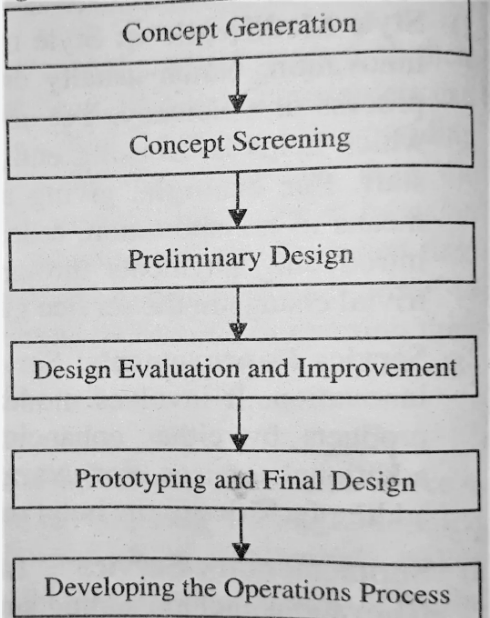 Concept Generation
Concept Screening
Preliminary Design
Design Evaluation and Improvement
Prototyping and Final Design
Developing the Operations Process